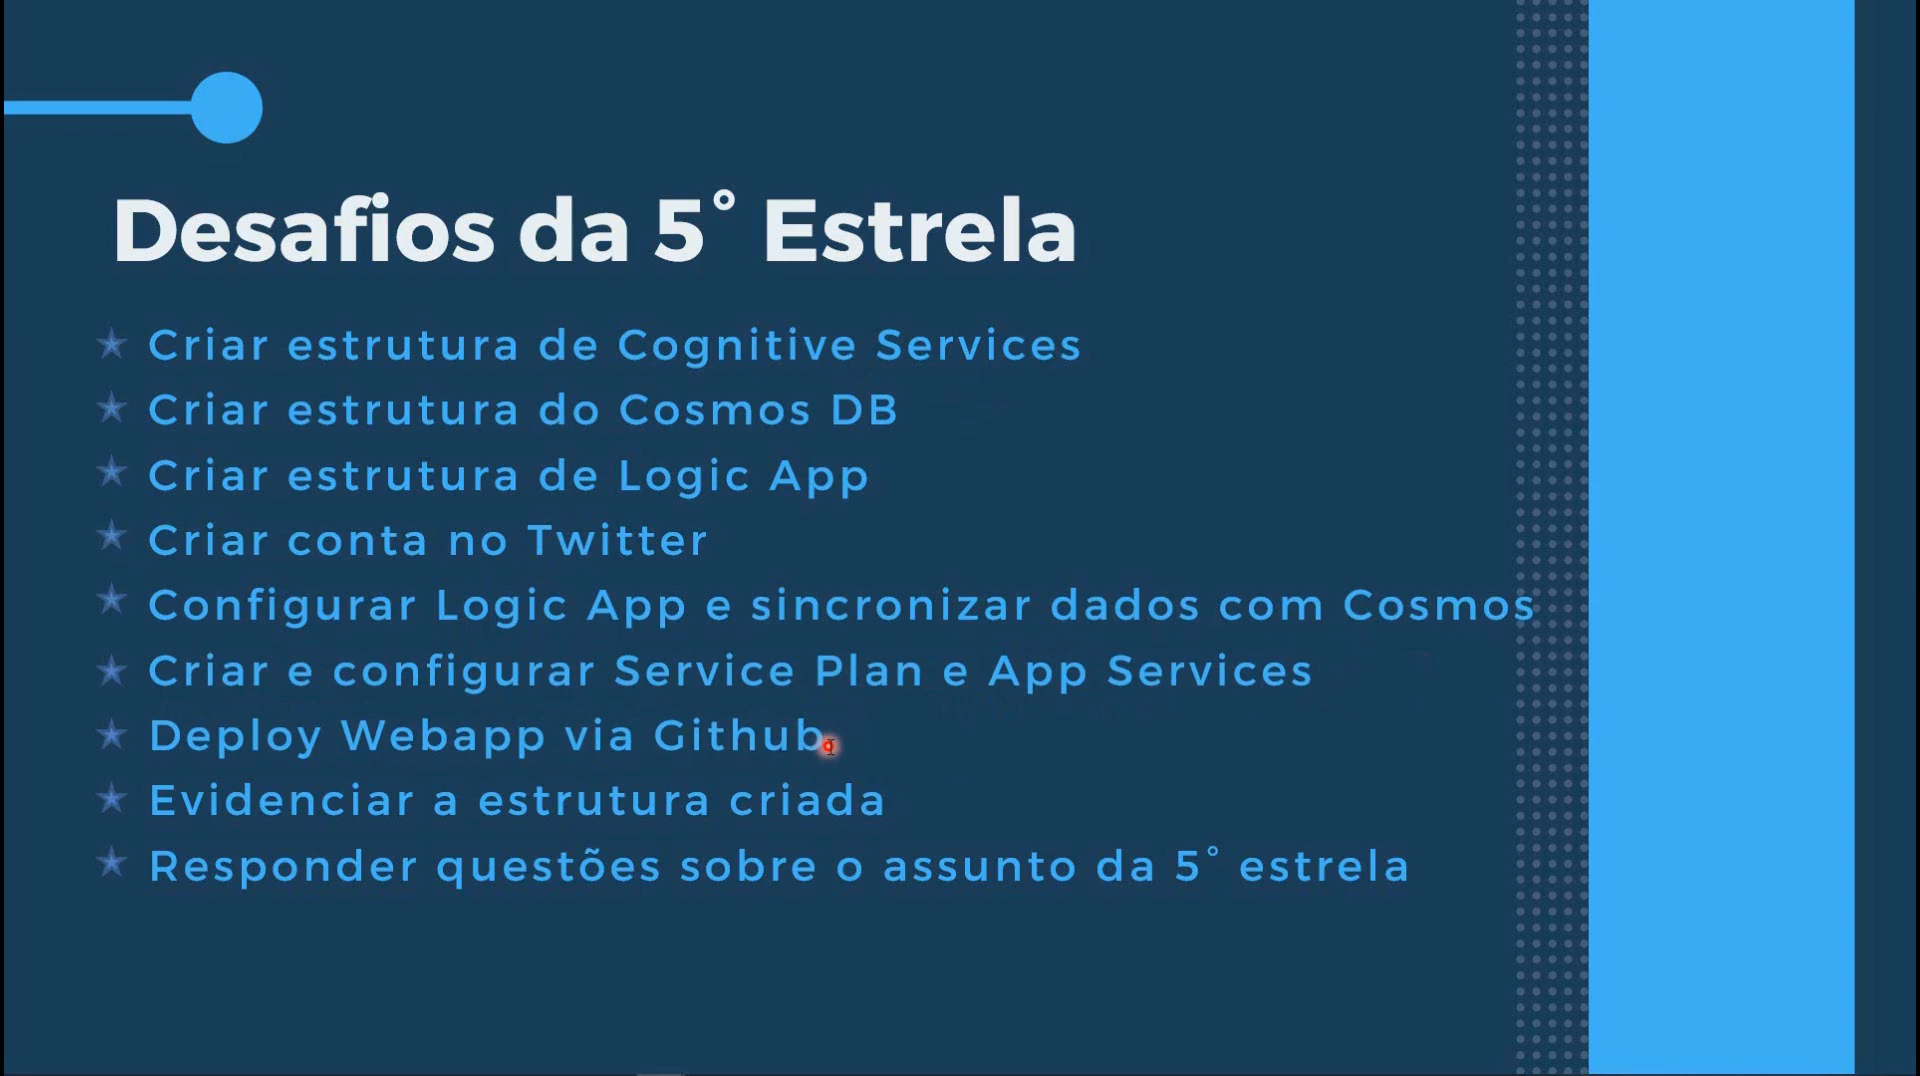 Desafios da 5° Estrela
Criar estrutura de Cognitive Services
Criar estrutura do Cosmos DB
Criar estrutura de Logic App
Criar conta no Twitter
Configurar Logic App e sincronizar dados com Cosmos
Criar e configurar Service Plan e App Services
Deploy Webapp via Github
Evidenciar a estrutura criada
Responder questões sobre o assunto da 5° estrela